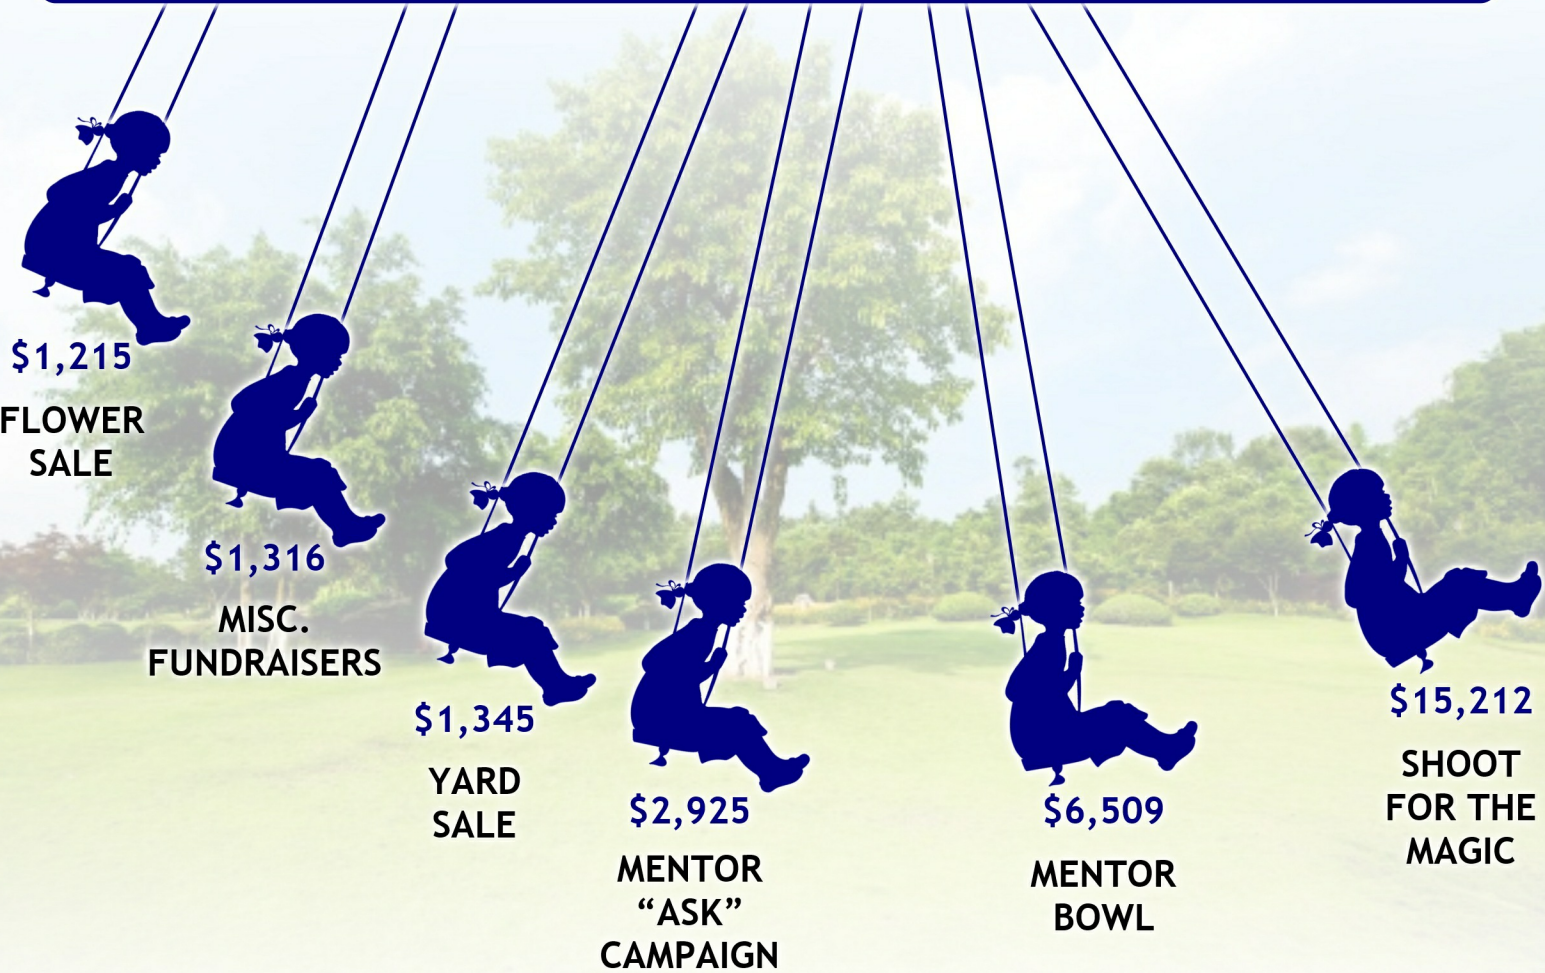 $1,215
FLOWER
SALE
$1,316
MISC.
FUNDRAISERS
$1,345
YARD
SALE
$2,925
MENTOR
“ASK”
CAMPAIGN
$6,509
MENTOR
BOWL
$15,212
SHOOT
FOR THE
MAGIC